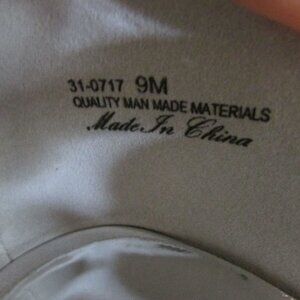 31-0717 9M
QUALITY MAN MADE MATERIALS
Made In China